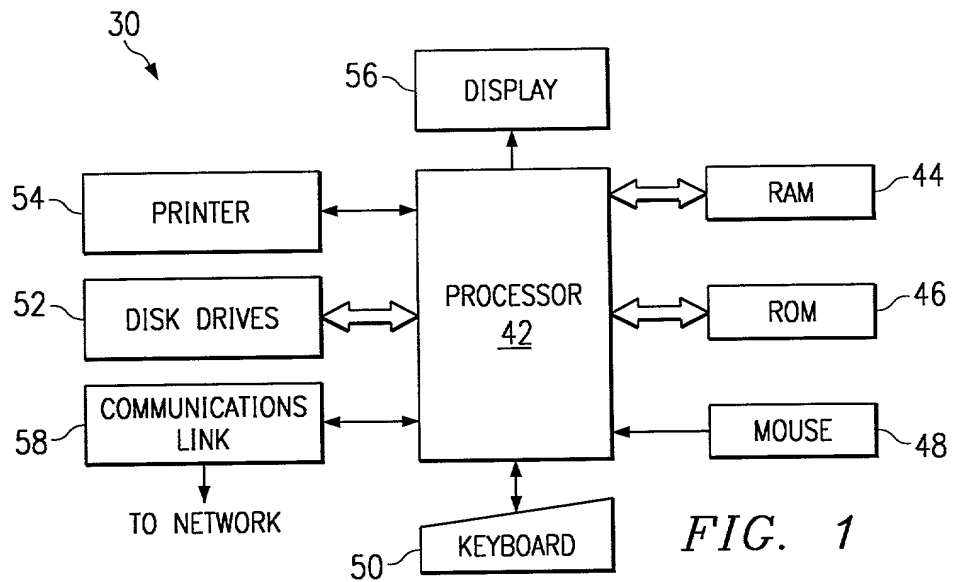 30
56
DISPLAY
54
PRINTER
RAM
44
52
DISK DRIVES
PROCESSOR
42
ROM
46
58
COMMUNICATIONS
LINK
MOUSE
48
TO NETWORK
50
KEYBOARD
FIG. 1